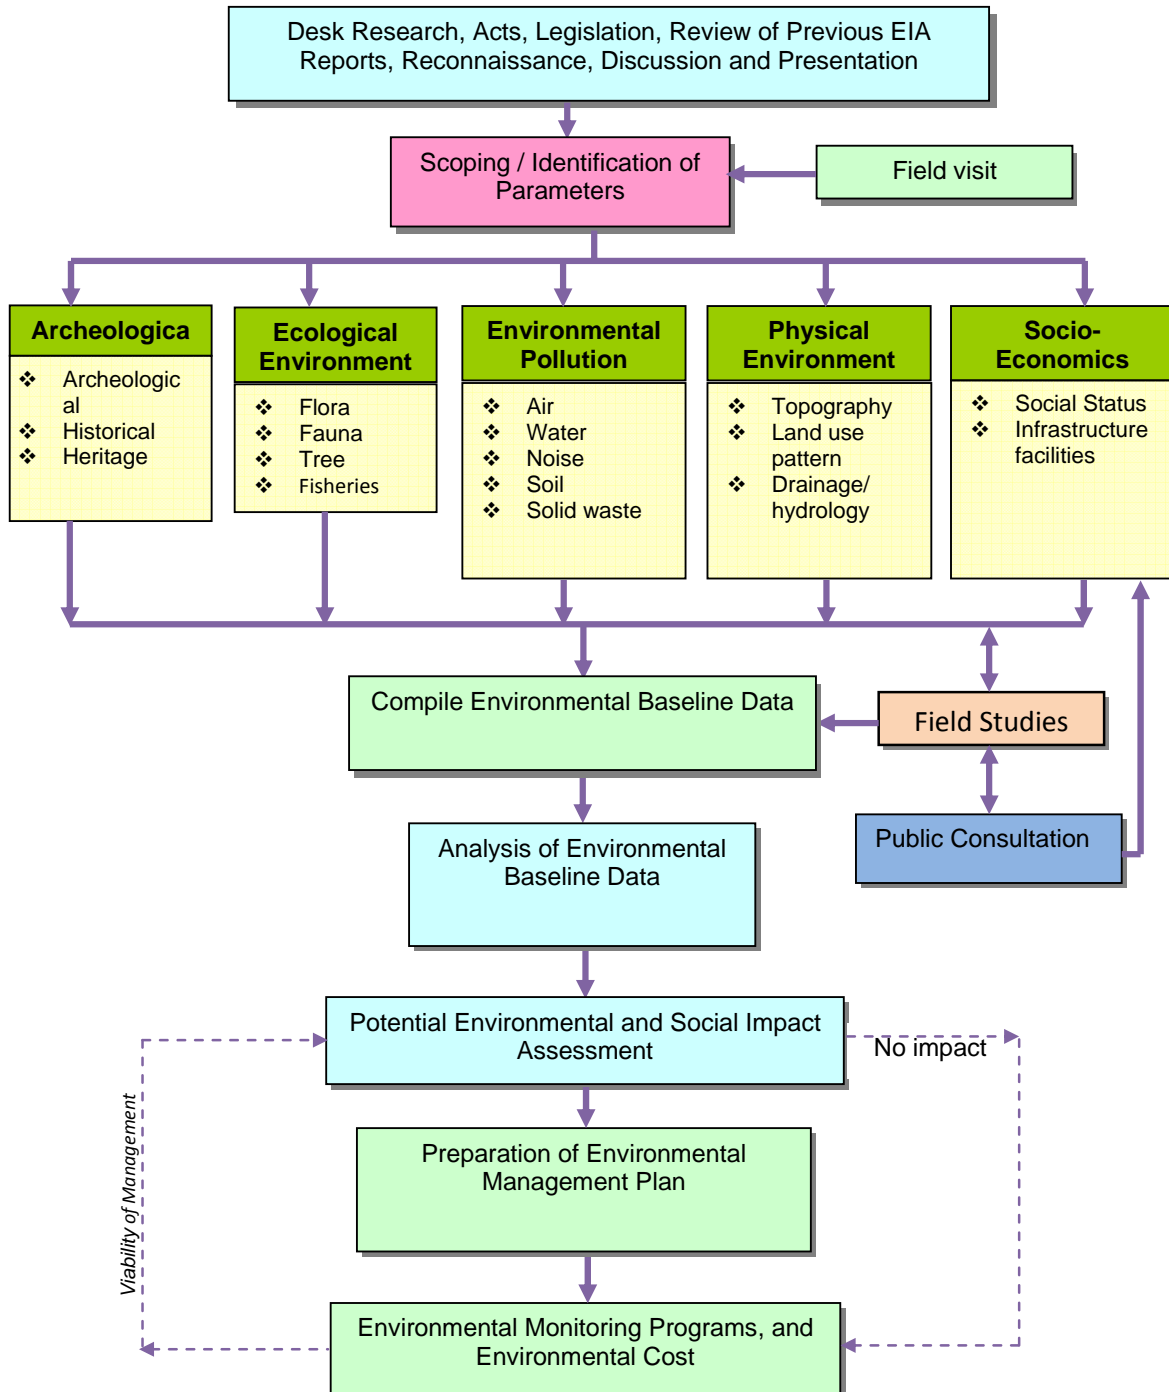 Desk Research, Acts, Legislation, Review of Previous EIA
Reports, Reconnaissance, Discussion and Presentation
Scoping / Identification of
Parameters
Field visit
Archeologica
❖ Archeologic
al
❖ Historical
❖ Heritage
Ecological
Environment
❖ Flora
❖ Fauna
❖ Tree
❖ Fisheries
Environmental
Pollution
❖ Air
❖ Water
❖ Noise
❖ Soil
❖ Solid waste
Physical
Environment
❖ Topography
❖ Land use
pattern
❖ Drainage/
hydrology
Socio-
Economics
❖ Social Status
❖ Infrastructure
facilities
Compile Environmental Baseline Data
Field Studies
Public Consultation
Analysis of Environmental
Baseline Data
Potential Environmental and Social Impact
Assessment
No impact
Viability of Management
Preparation of Environmental
Management Plan
Environmental Monitoring Programs, and
Environmental Cost